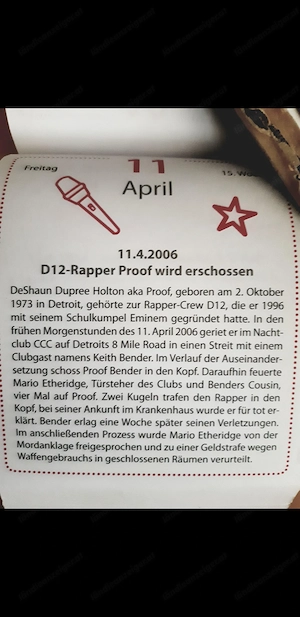 Freitag
11
15. Wo
April
11.4.2006
D12-Rapper Proof wird erschossen
DeShaun Dupree Holton aka Proof, geboren am 2. Oktober
1973 in Detroit, gehörte zur Rapper-Crew D12, die er 1996
mit seinem Schulkumpel Eminem gegründet hatte. In den
frühen Morgenstunden des 11. April 2006 geriet er im Nacht-
club CCC auf Detroits 8 Mile Road in einen Streit mit einem
Clubgast namens Keith Bender. Im Verlauf der Auseinander-
setzung schoss Proof Bender in den Kopf. Daraufhin feuerte
Mario Etheridge, Türsteher des Clubs und Benders Cousin,
vier Mal auf Proof. Zwei Kugeln trafen den Rapper in den
Kopf, bei seiner Ankunft im Krankenhaus wurde er für tot er-
klärt. Bender erlag eine Woche später seinen Verletzungen.
Im anschließenden Prozess wurde Mario Etheridge von der
Mordanklage freigesprochen und zu einer Geldstrafe wegen
Waffengebrauchs in geschlossenen Räumen verurteilt.